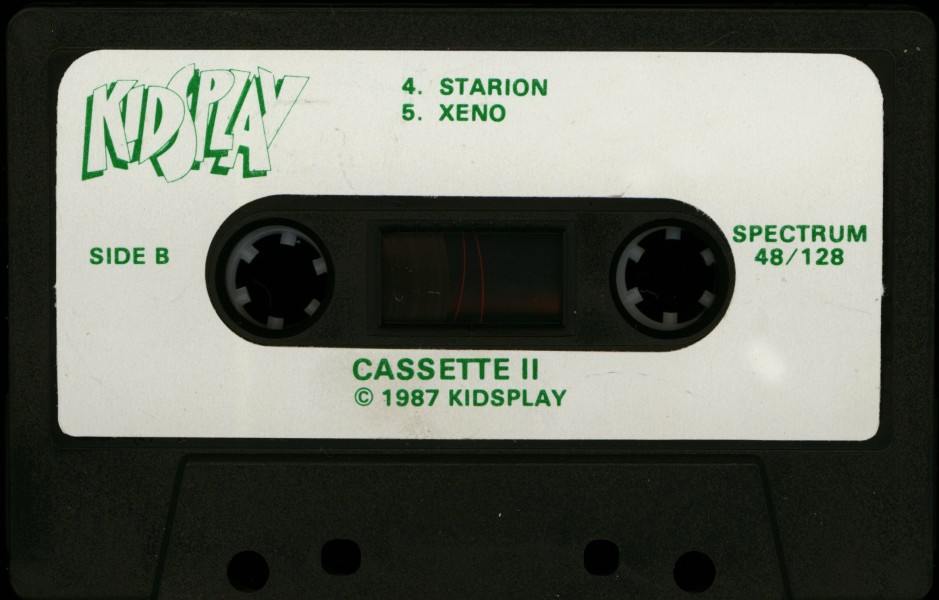 KIDSPLAY
4. STARION
5. XENO
SIDE B
SPECTRUM
48/128
CASSETTE II
© 1987 KIDSPLAY